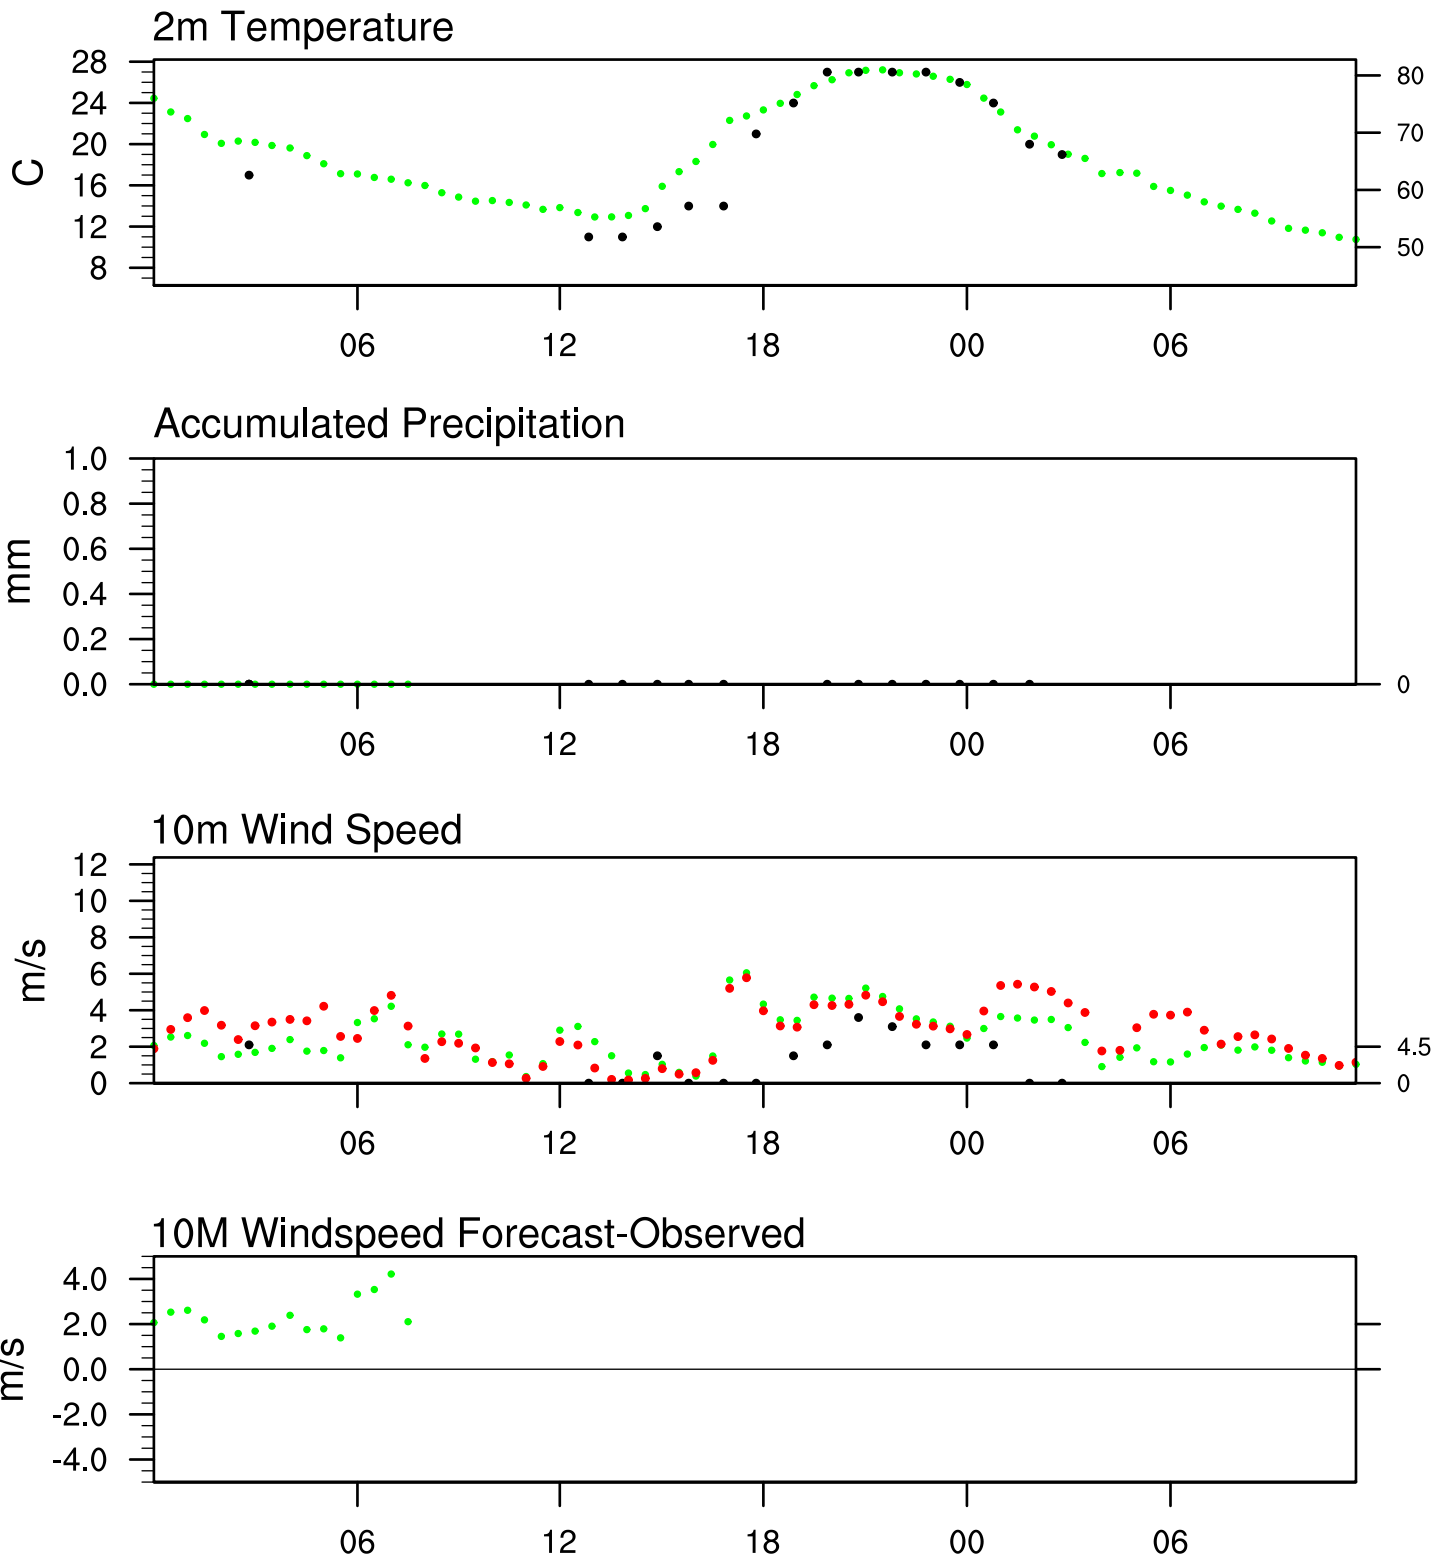 2m Temperature
28
24
20
16
12
8
C
80
70
60
50
06 12 18 00 06
Accumulated Precipitation
1.0
0.8
0.6
0.4
0.2
0.0
mm
0
06 12 18 00 06
10m Wind Speed
12
10
8
6
4
2
0
m/s
4.5
0
06 12 18 00 06
10M Windspeed Forecast-Observed
4.0
2.0
0.0
-2.0
-4.0
m/s
06 12 18 00 06